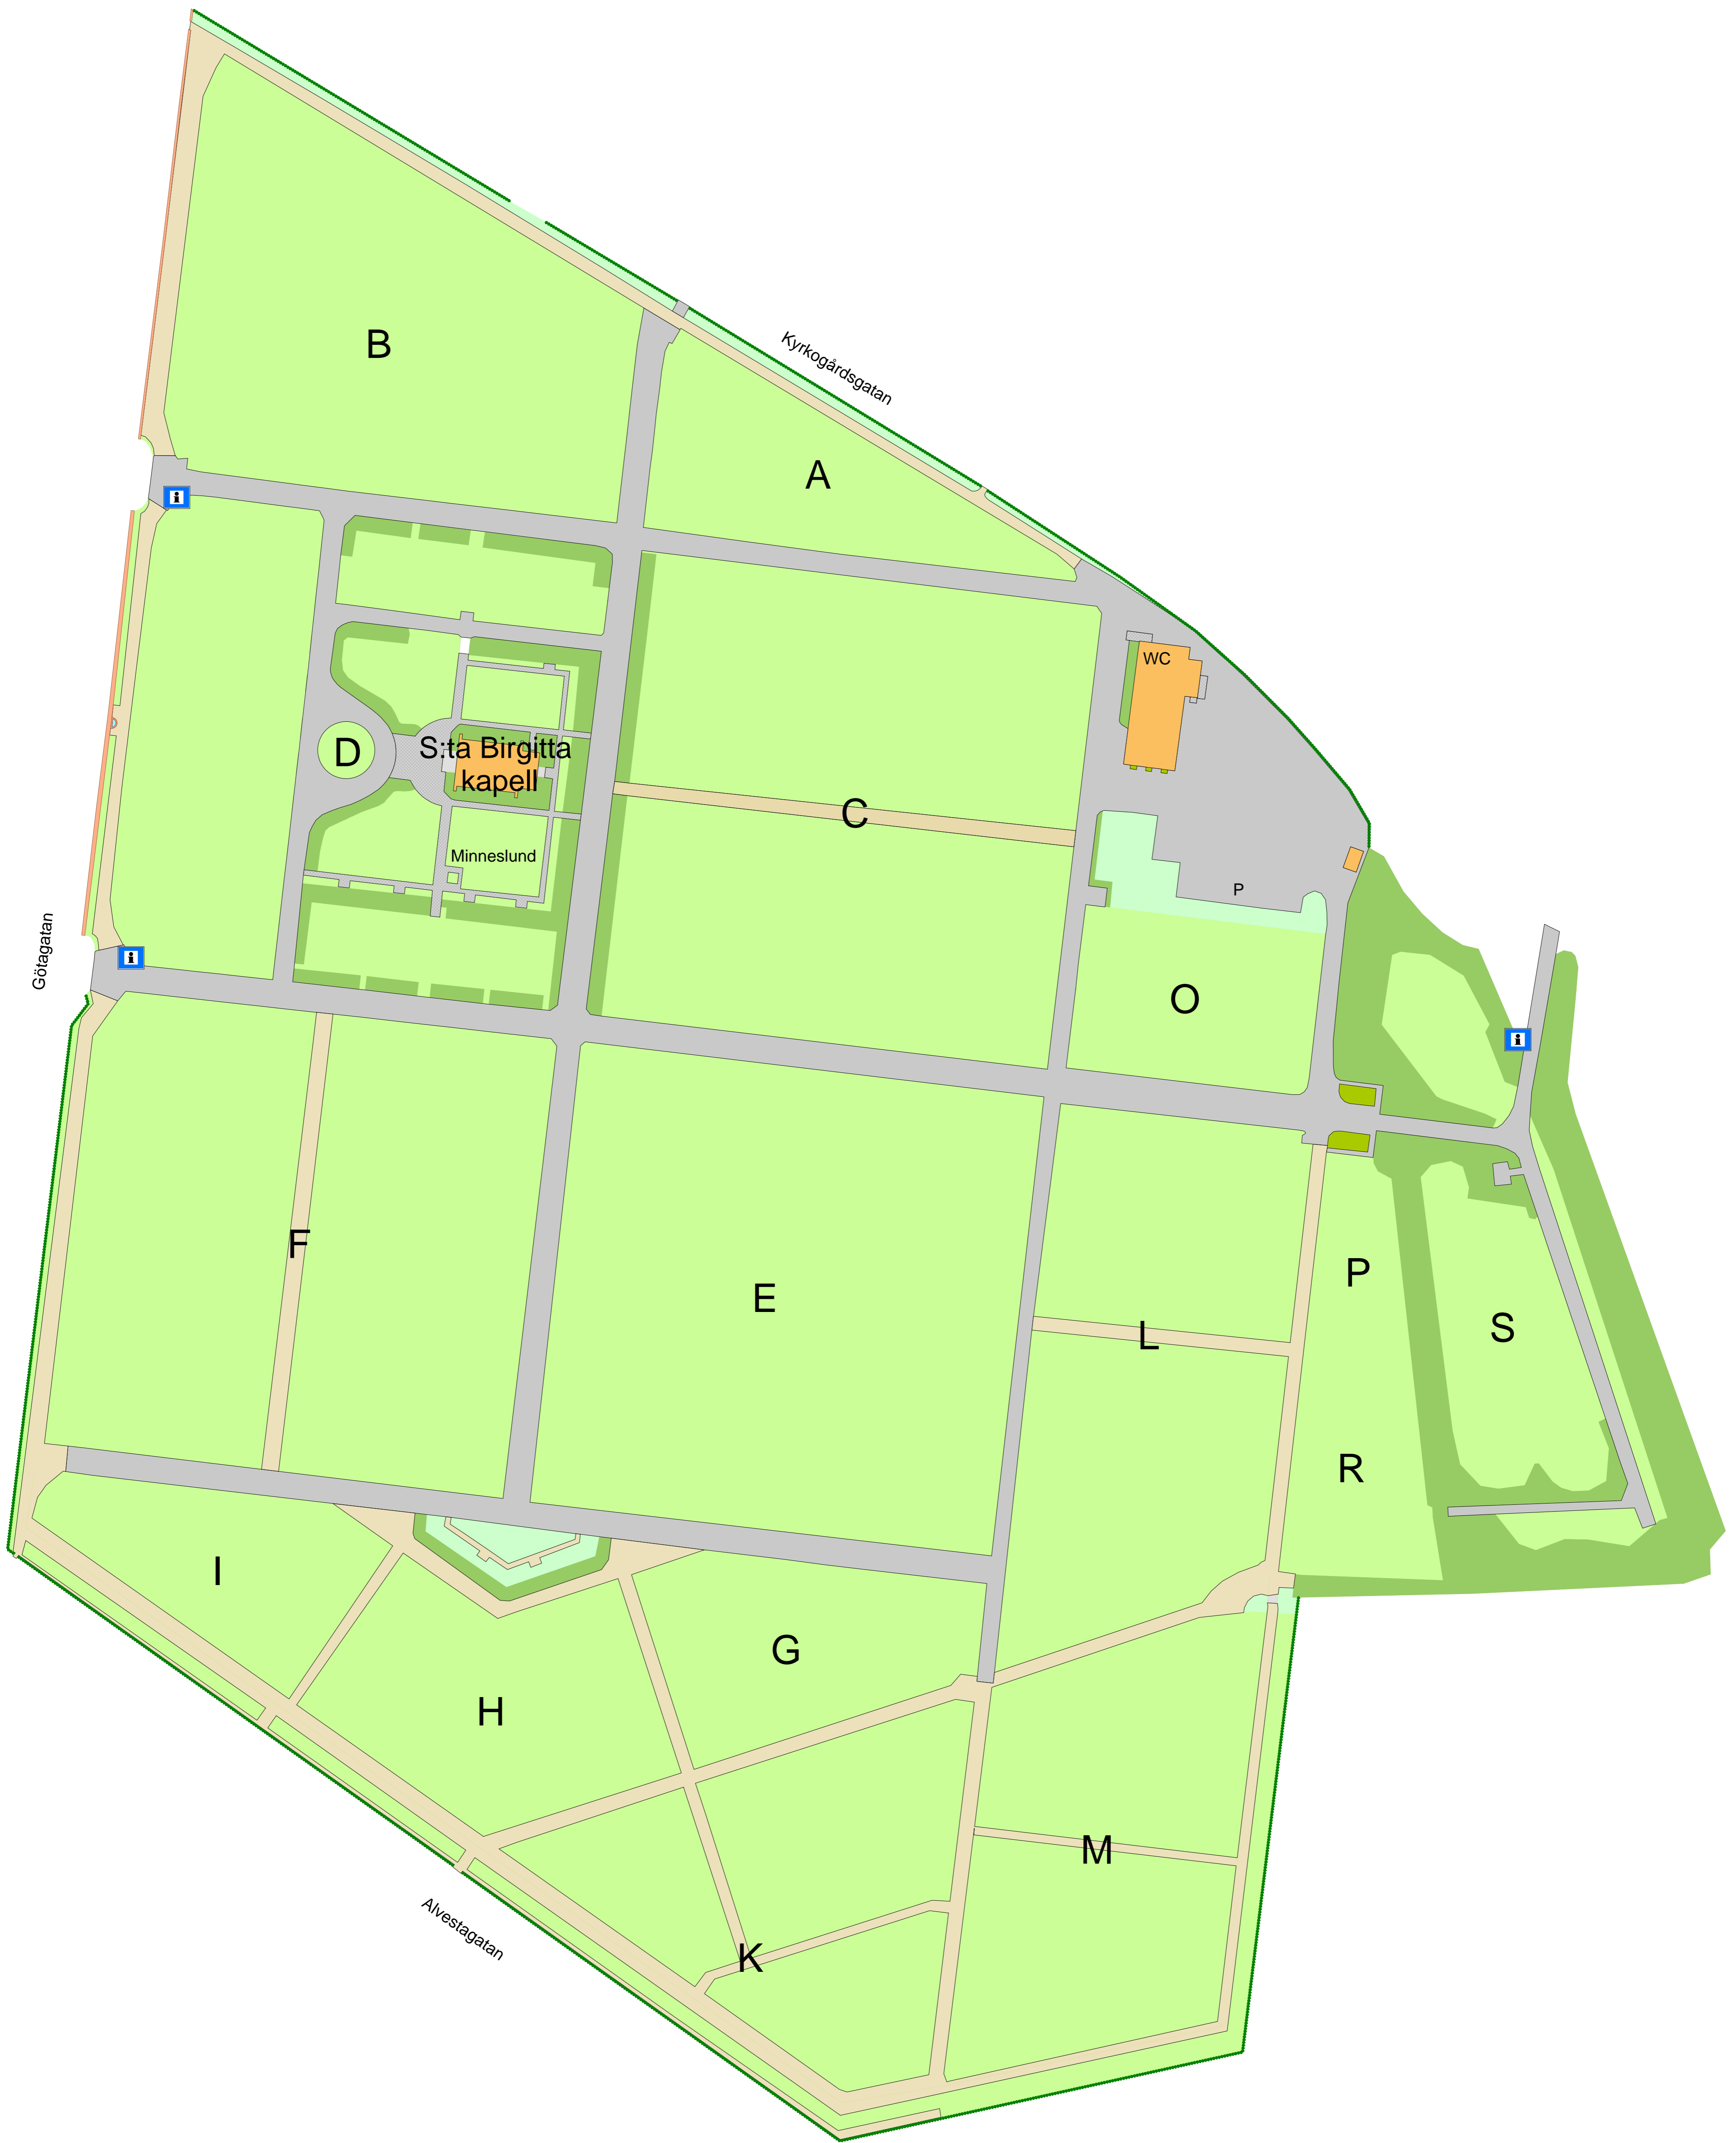 B
Kyrkogårdsgatan
A
i
WC
D
S:ta Birgitta
kapell
C
Minneslund
P
Götagatan
i
O
i
F
P
E
S
L
R
I
G
H
M
Alvestagatan
K